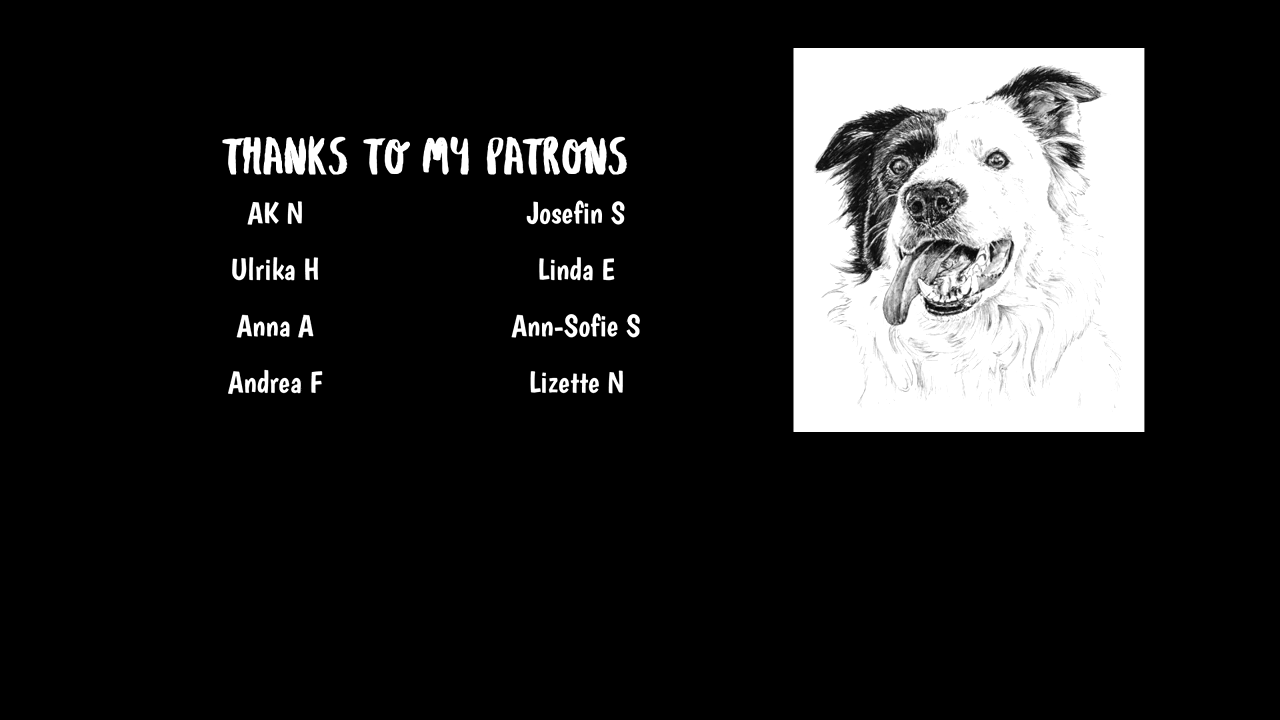 THANKS TO MY PATRONS
AK N
Josefin S
Ulrika H
Linda E
Anna A
Ann-Sofie S
Andrea F
Lizette N